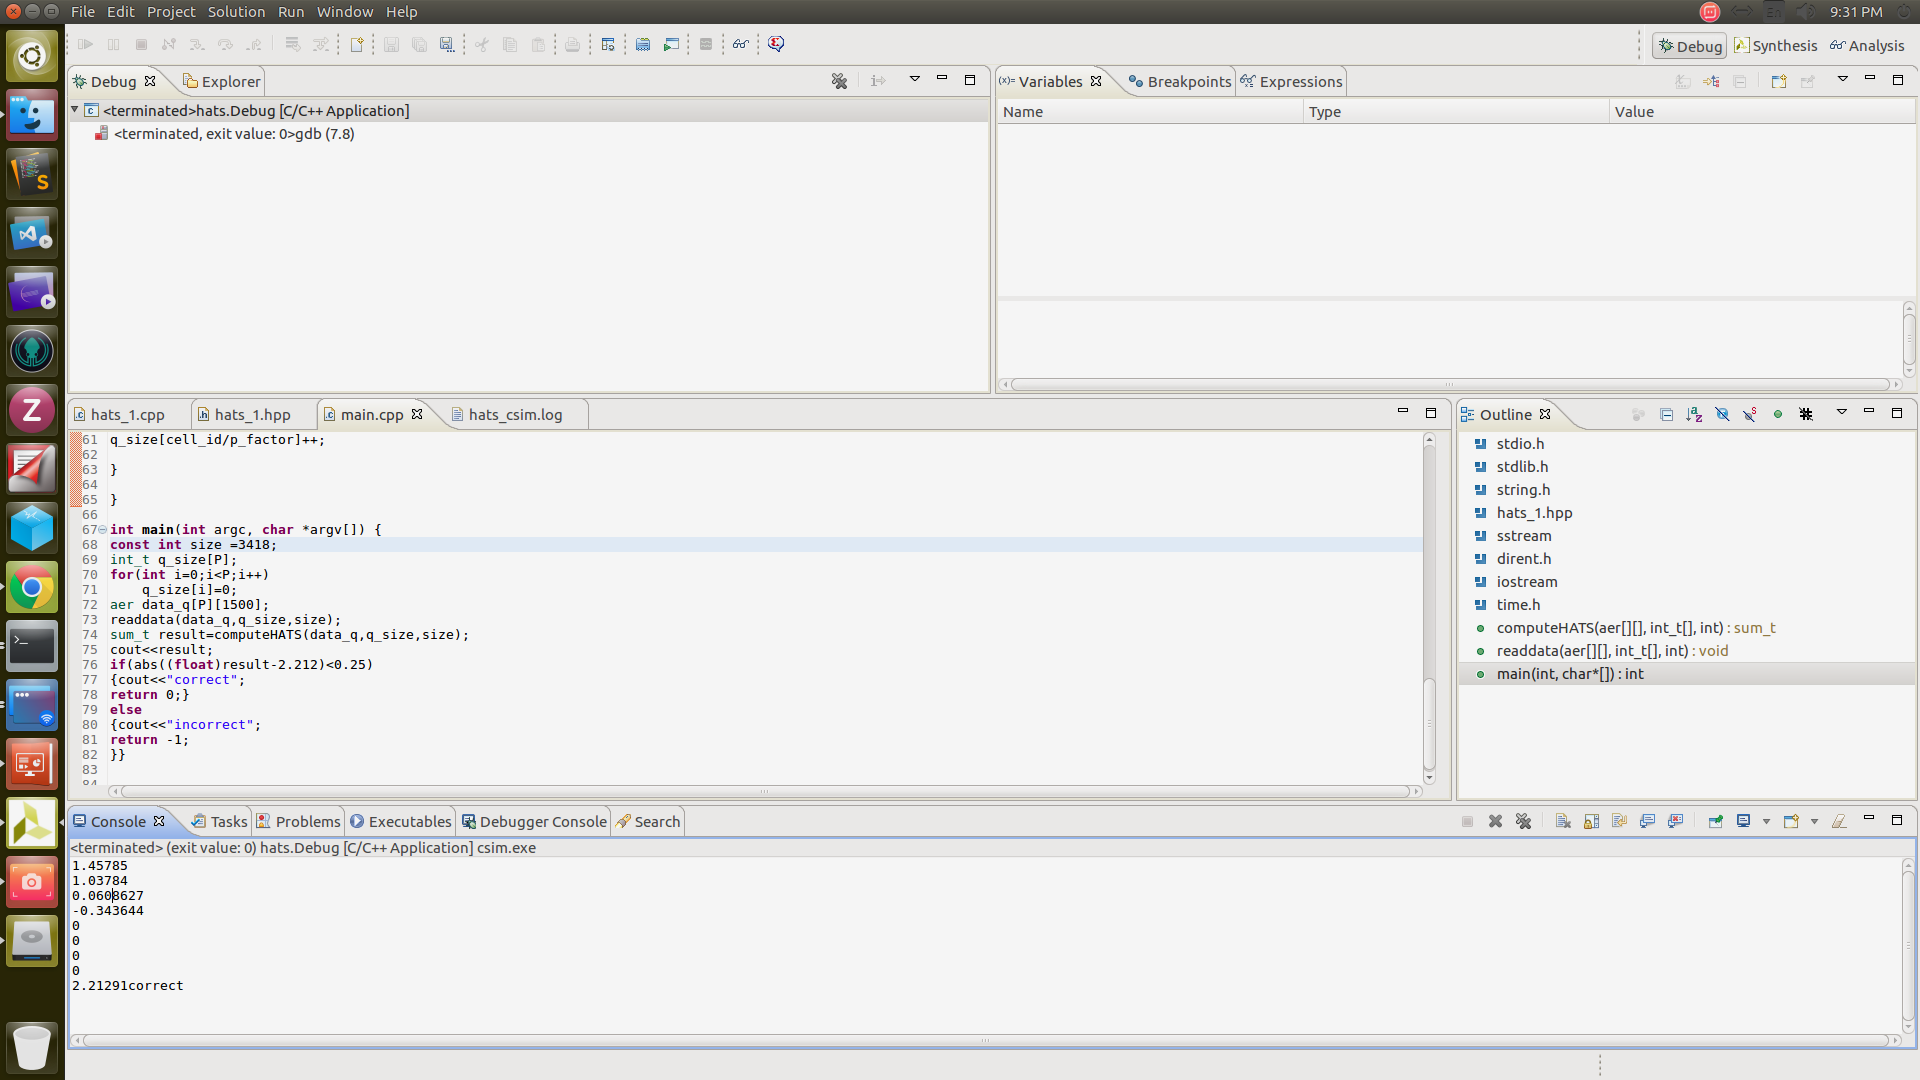 File Edit Project Solution Run Window Help
9:31 PM
Debug Synthesis Analysis
Debug Explorer
<terminated>hats.Debug [C/C++ Application]
<terminated, exit value: 0>gdb (7.8)
(x)= Variables Breakpoints Expressions
Name Type Value
hats_1.cpp hats_1.hpp main.cpp hats_csim.log
61 q_size[cell_id/p_factor]++;
62
63 }
64
65 }
66
67 int main(int argc, char *argv[]) {
68 const int size =3418;
69 int_t q_size[P];
70 for(int i=0;i<P;i++)
71 q_size[i]=0;
72 aer data_q[P][1500];
73 readdata(data_q,q_size,size);
74 sum_t result=computeHATS(data_q,q_size,size);
75 cout<<result;
76 if(abs((float)result-2.212)<0.25)
77 {cout<<"correct";
78 return 0;}
79 else
80 {cout<<"incorrect";
81 return -1;
82 }}
83
84
Outline
stdio.h
stdlib.h
string.h
hats_1.hpp
sstream
dirent.h
iostream
time.h
computeHATS(aer[][], int_t[], int) : sum_t
readdata(aer[][], int_t[], int) : void
main(int, char*[]) : int
Console Tasks Problems Executables Debugger Console Search
<terminated> (exit value: 0) hats.Debug [C/C++ Application] csim.exe
1.45785
1.03784
0.0608627
-0.343644
0
0
0
0
2.21291correct